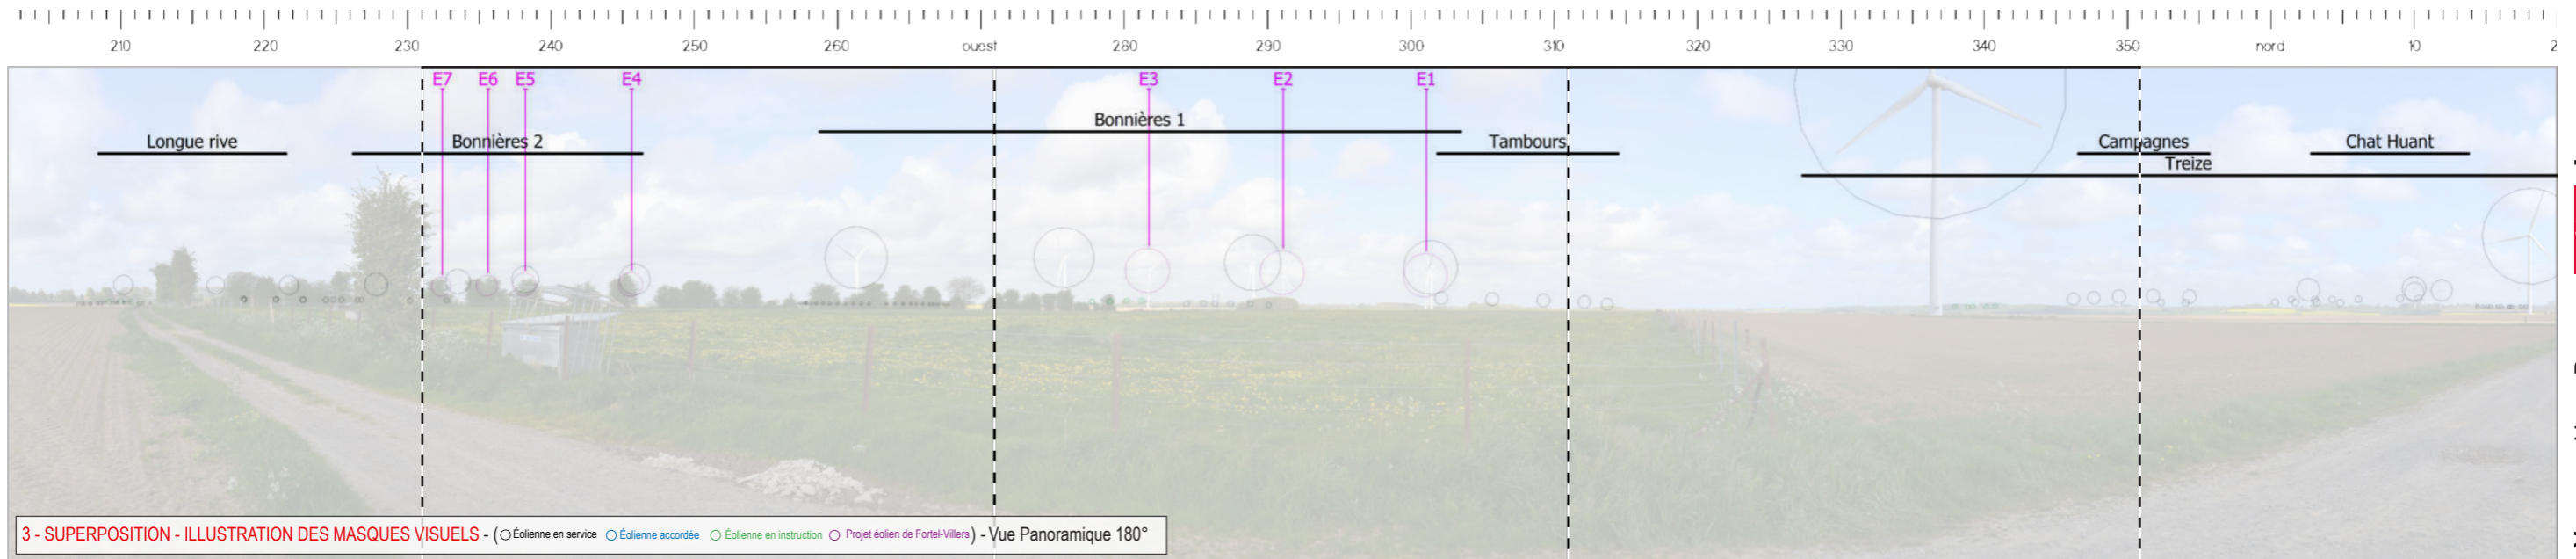 210 220 230 240 250 260 ouest 280 290 300 310 320 330 340 350 nord 10 2
E7 E6 E5 E4 E3 E2 E1
Bonnières 1
Longue rive Bonnières 2 Tambours Campagnes Chat Huant
Treize
3 - SUPERPOSITION - ILLUSTRATION DES MASQUES VISUELS - (Éolienne en service Éolienne accordée Éolienne en instruction Projet éolien de Fortel-Villers) - Vue Panoramique 180°